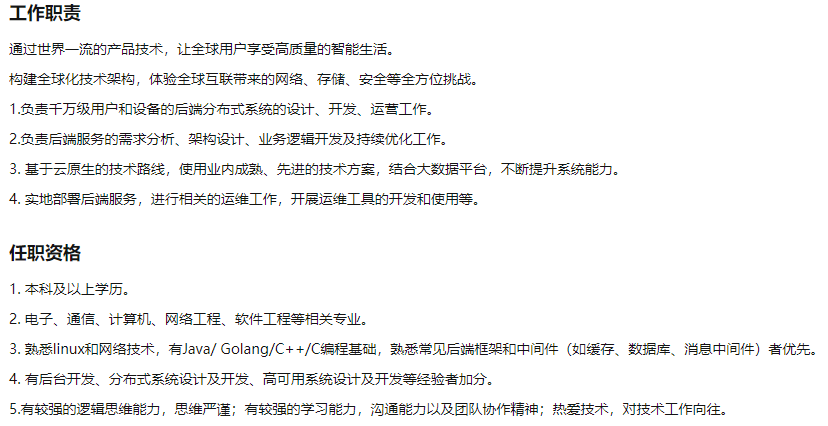 工作职责
通过世界一流的产品技术，让全球用户享受高质量的智能生活。
构建全球化技术架构，体验全球互联带来的网络、存储、安全等全方位挑战。
1.负责千万级用户和设备的后端分布式系统的设计、开发、运营工作。
2.负责后端服务的需求分析、架构设计、业务逻辑开发及持续优化工作。
3. 基于云原生的技术路线，使用业内成熟、先进的技术方案，结合大数据平台，不断提升系统能力。
4. 实地部署后端服务，进行相关的运维工作，开展运维工具的开发和使用等。
任职资格
1. 本科及以上学历。
2. 电子、通信、计算机、网络工程、软件工程等相关专业。
3. 熟悉linux和网络技术，有Java/ Golang/C++/C编程基础，熟悉常见后端框架和中间件（如缓存、数据库、消息中间件）者优先。
4. 有后台开发、分布式系统设计及开发、高可用系统设计及开发等经验者加分。
5.有较强的逻辑思维能力，思维严谨；有较强的学习能力，沟通能力以及团队协作精神；热爱技术，对技术工作向往。